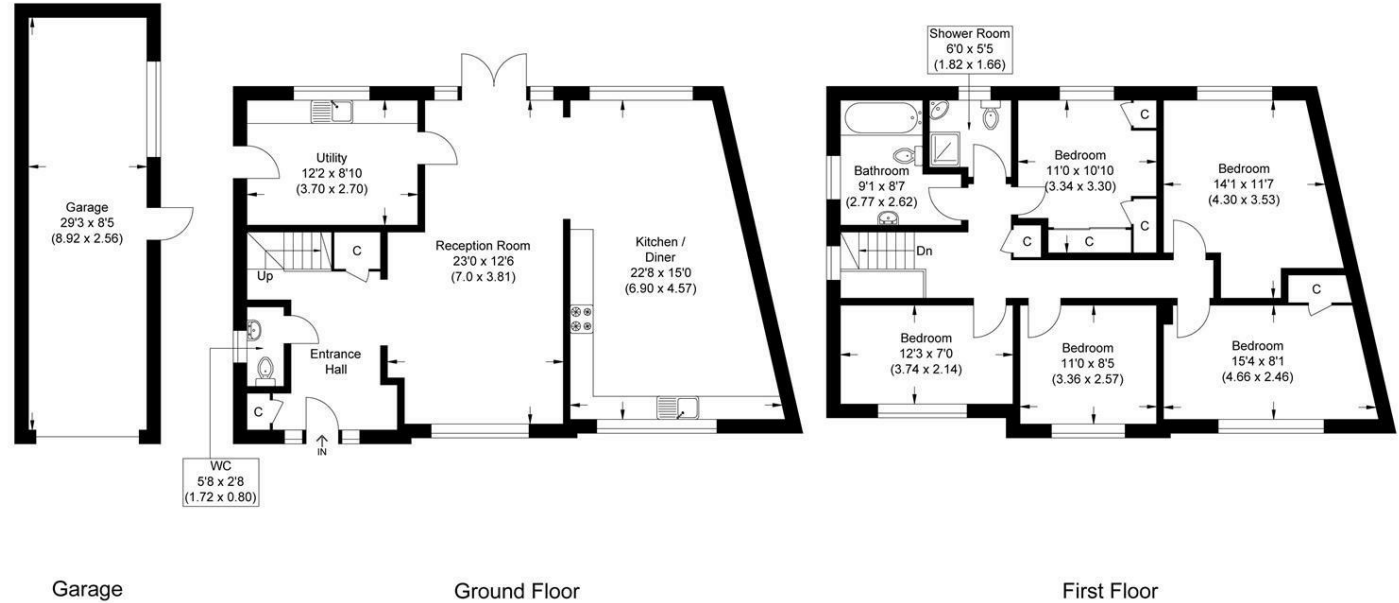 Garage
29'3 x 8'5
(8.92 x 2.56)
Garage
Utility
12'2 x 8'10
(3.70 x 2.70)
Up
C
Reception Room
23'0 x 12'6
(7.0 x 3.81)
Kitchen /
Diner
22'8 x 15'0
(6.90 x 4.57)
Entrance
Hall
C
IN
WC
5'8 x 2'8
(1.72 x 0.80)
Ground Floor
Shower Room
6'0 x 5'5
(1.82 x 1.66)
Bathroom
9'1 x 8'7
(2.77 x 2.62)
C
Bedroom
11'0 x 10'10
(3.34 x 3.30)
C
C
C
Bedroom
14'1 x 11'7
(4.30 x 3.53)
Dn
C
Bedroom
12'3 x 7'0
(3.74 x 2.14)
Bedroom
11'0 x 8'5
(3.36 x 2.57)
Bedroom
15'4 x 8'1
(4.66 x 2.46)
First Floor